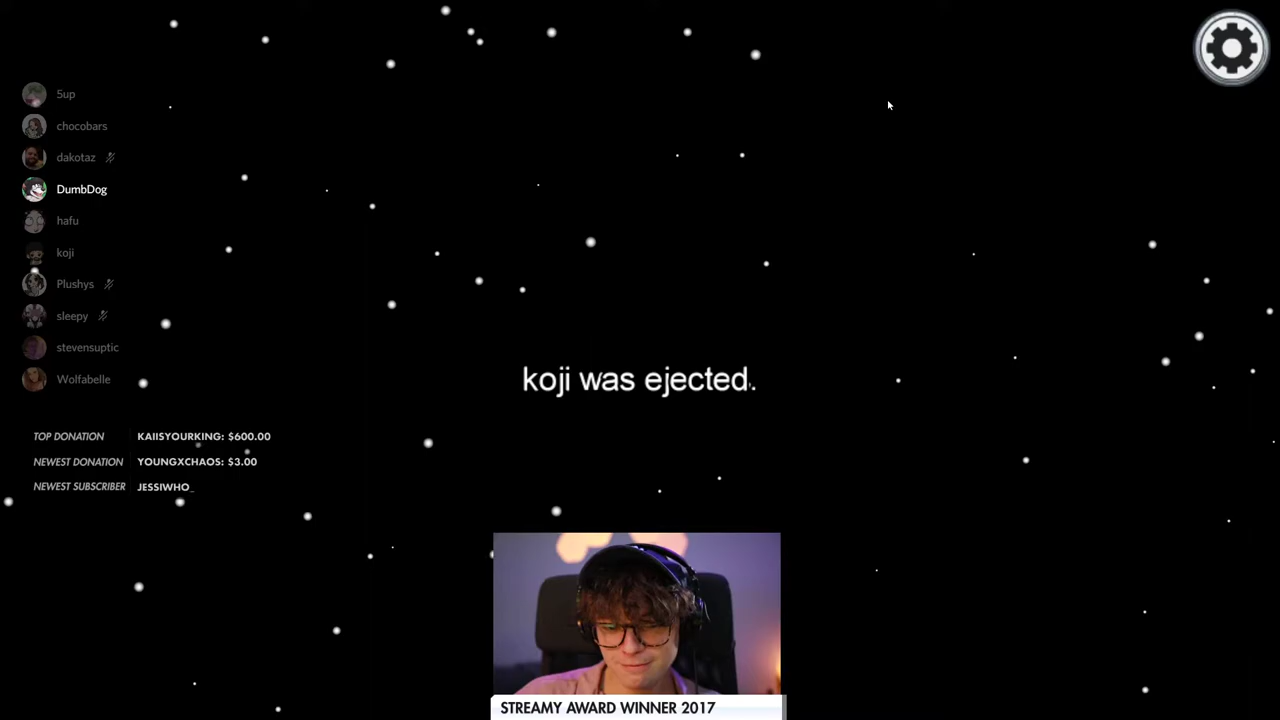 5up
chocobars
dakotaz
DumbDog
hafu
koji
Plushys
sleepy
stevensuptic
Wolfabelle
koji was ejected.
TOP DONATION KAIISYOURKING: $600.00
NEWEST DONATION YOUNGXCHAOS: $3.00
NEWEST SUBSCRIBER JESSIWHO_
STREAMY AWARD WINNER 2017